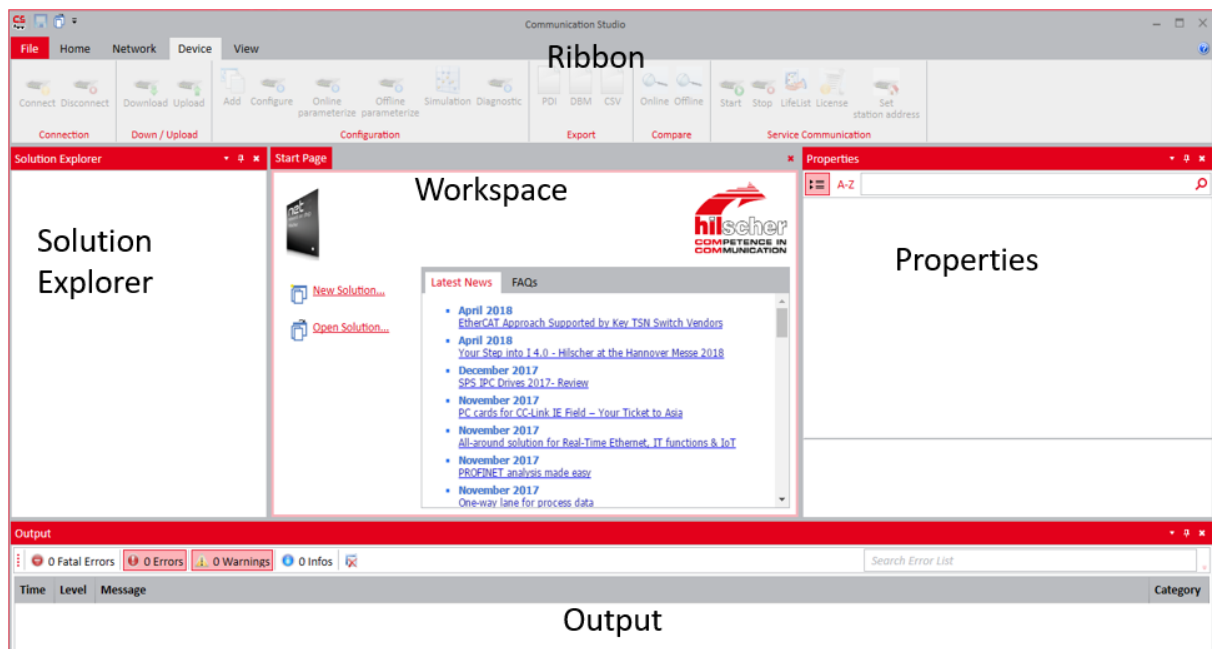 CS
Communication Studio
File Home Network Device View
Ribbon
Connect Disconnect Download Upload Add Configure Online parameterize Offline parameterize Simulation Diagnostic PDI DBM CSV Online Offline Start Stop LifeList License Set station address
Connection Down / Upload Configuration Export Compare Service Communication
Solution Explorer
Solution
Explorer
Start Page
Workspace
net
hilscher
COMPETENCE IN
COMMUNICATION
New Solution...
Open Solution...
Latest News FAQs
April 2018
EtherCAT Approach Supported by Key TSN Switch Vendors
April 2018
Your Step into I 4.0 - Hilscher at the Hannover Messe 2018
December 2017
SPS IPC Drives 2017- Review
November 2017
PC cards for CC-Link IE Field – Your Ticket to Asia
November 2017
All-around solution for Real-Time Ethernet, IT functions & IoT
November 2017
PROFINET analysis made easy
November 2017
One-way lane for process data
Properties
A-Z
Properties
Output
0 Fatal Errors 0 Errors 0 Warnings 0 Infos Search Error List
Time Level Message Category
Output